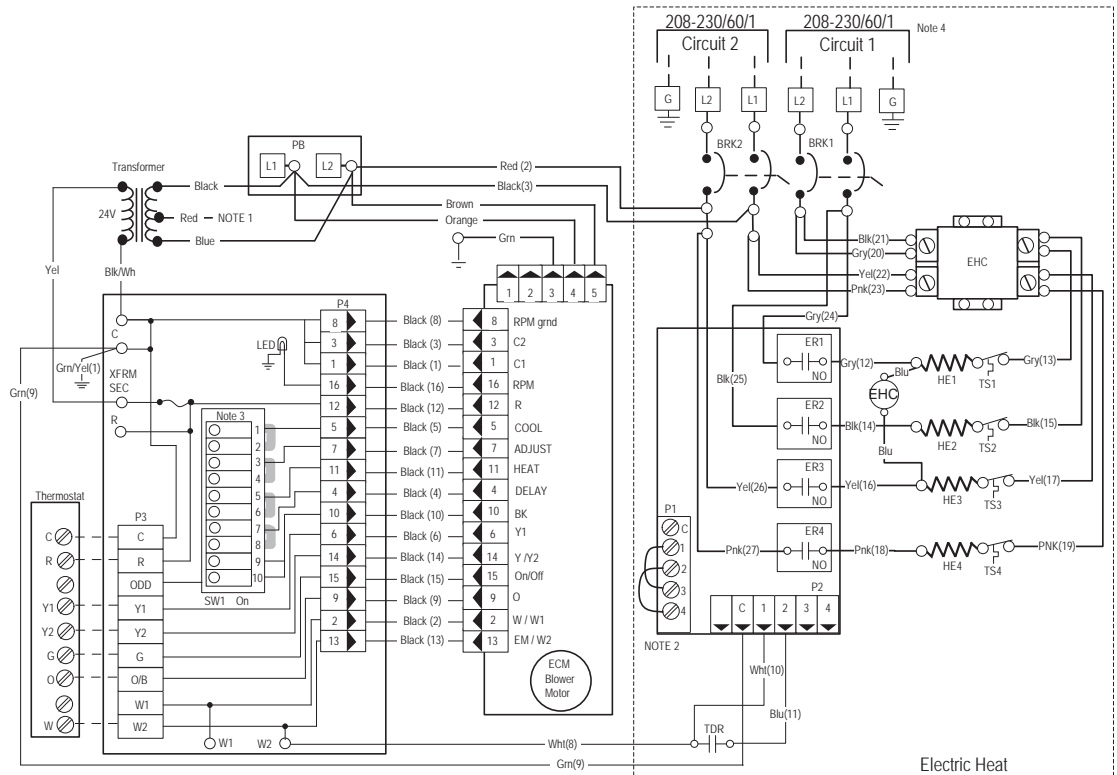 208-230/60/1
Circuit 2
208-230/60/1
Circuit 1
Note 4
G
L2
L1
L2
L1
G
BRK2
BRK1
PB
L1
L2
Red (2)
Black(3)
Transformer
24V
Black
Red
NOTE 1
Blue
Brown
Orange
Grn
Yel
Blk/Wh
EHC
Blk(21)
Gry(20)
Yel(22)
Pnk(23)
Gry(24)
Blk(25)
1
2
3
4
5
P4
C
Grn/Yel(1)
Grn(9)
XFRM
SEC
R
LED
8
Black (8)
8
RPM grnd
3
Black (3)
3
C2
1
Black (1)
1
C1
16
Black (16)
16
RPM
12
Black (12)
12
R
5
Black (5)
5
COOL
7
Black (7)
7
ADJUST
11
Black (11)
11
HEAT
4
Black (4)
4
DELAY
10
Black (10)
10
BK
6
Black (6)
6
Y1
14
Black (14)
14
Y /Y2
15
Black (15)
15
On/Off
9
Black (9)
9
O
2
Black (2)
2
W / W1
13
Black (13)
13
EM / W2
ECM
Blower
Motor
Note 3
1
2
3
4
5
6
7
8
9
10
SW1 On
Thermostat
C
R
Y1
Y2
G
O
W
P3
C
R
ODD
Y1
Y2
G
O/B
W1
W2
W1
W2
ER1
NO
Gry(12)
HE1
TS1
Gry(13)
Blu
EHC
Blu
ER2
NO
Blk(14)
HE2
TS2
Blk(15)
Yel(26)
ER3
NO
Yel(16)
HE3
TS3
Yel(17)
Pnk(27)
ER4
NO
Pnk(18)
HE4
TS4
PNK(19)
P1
C
1
2
3
4
P2
C
1
2
3
4
NOTE 2
Wht(10)
Blu(11)
TDR
Wht(8)
Grn(9)
Electric Heat